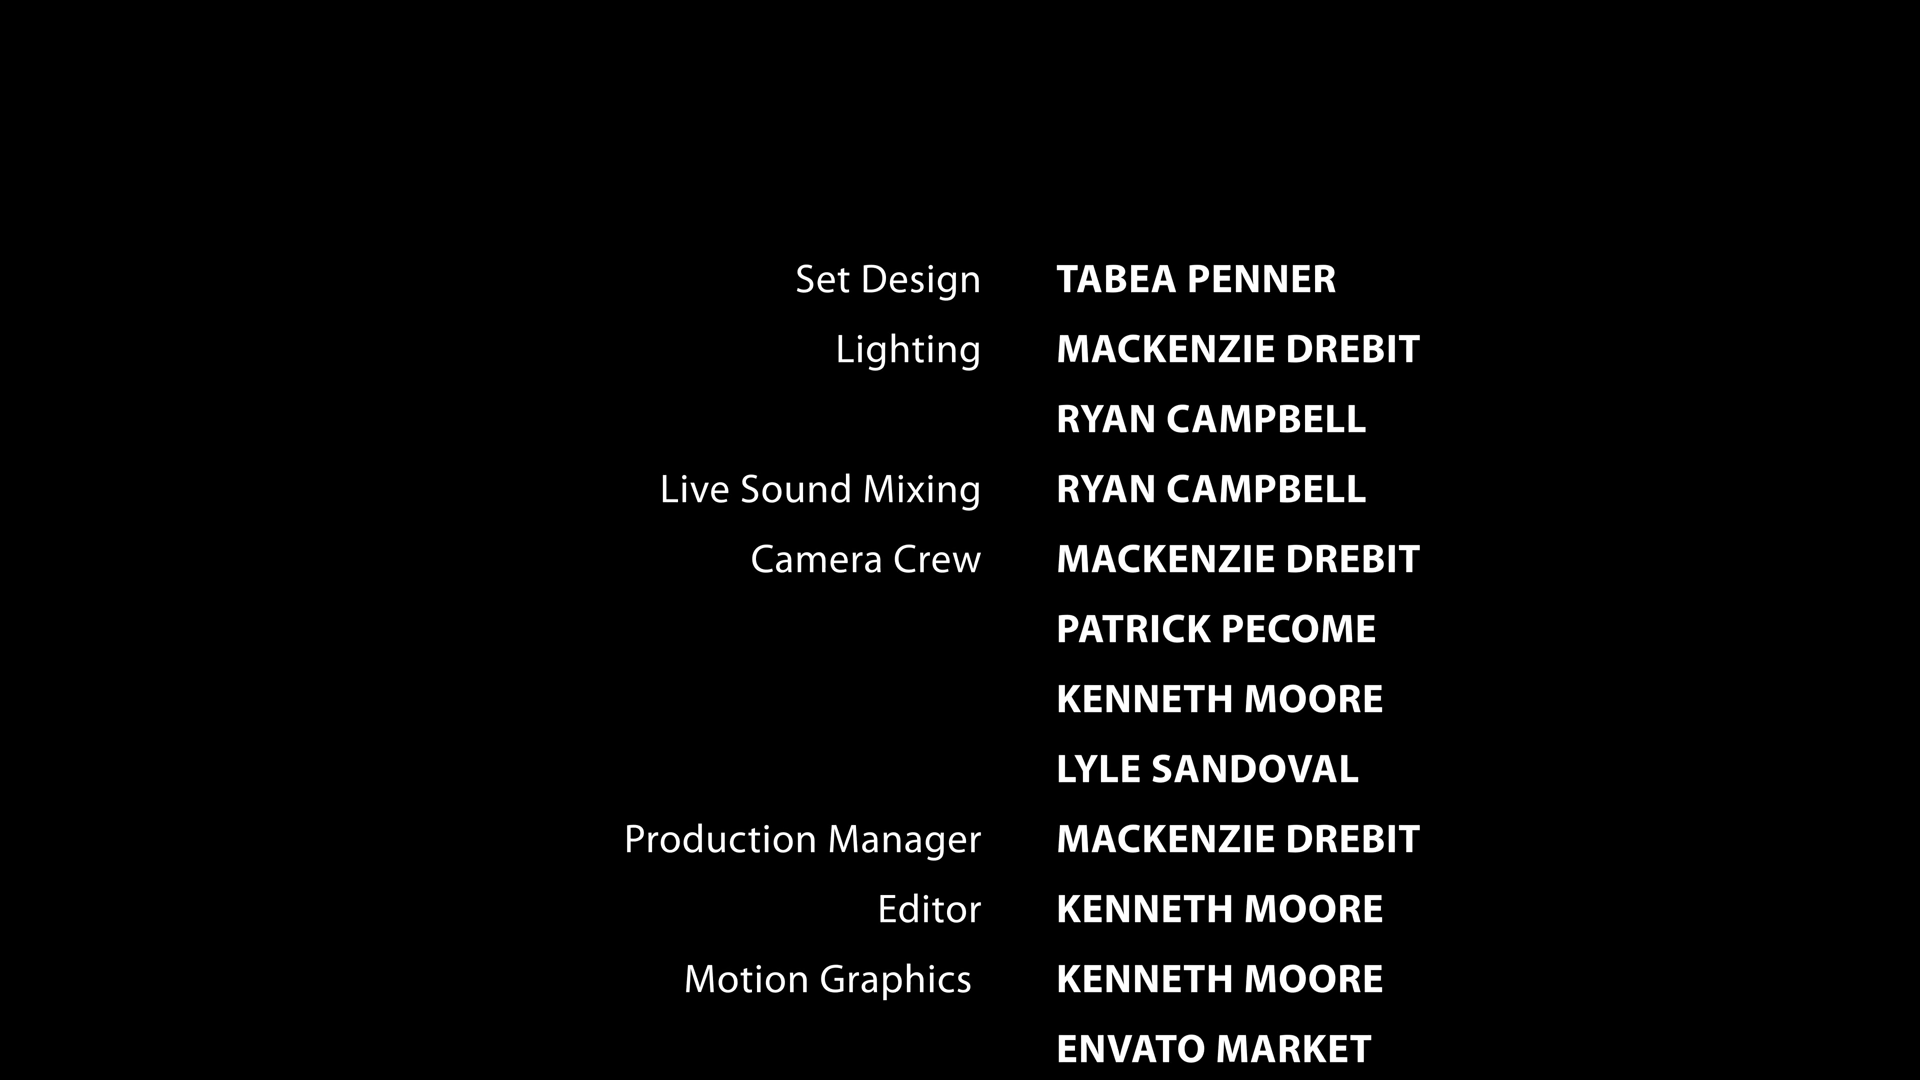 Set Design TABEA PENNER
Lighting MACKENZIE DREBIT
RYAN CAMPBELL
Live Sound Mixing RYAN CAMPBELL
Camera Crew MACKENZIE DREBIT
PATRICK PECOME
KENNETH MOORE
LYLE SANDOVAL
Production Manager MACKENZIE DREBIT
Editor KENNETH MOORE
Motion Graphics KENNETH MOORE
ENVATO MARKET